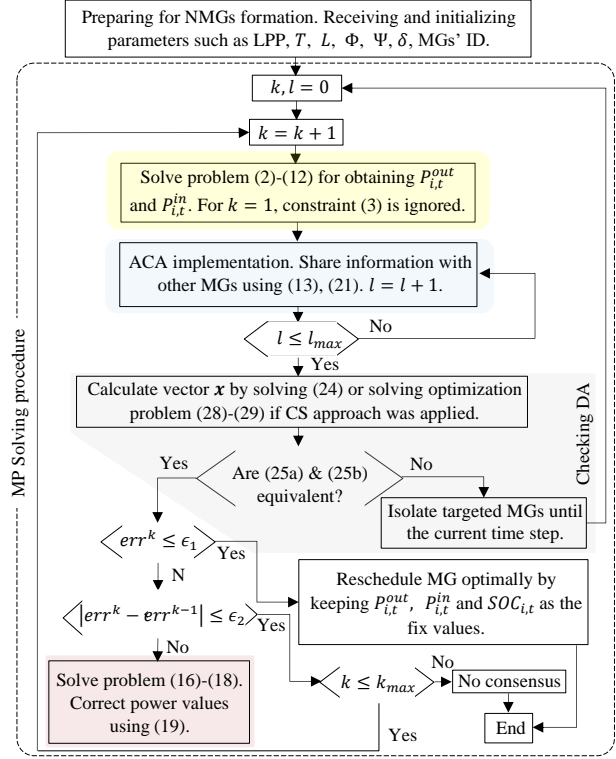 Preparing for NMGs formation. Receiving and initializing
parameters such as LPP, T, L, Φ, Ψ, δ, MGs' ID.
k, l = 0
k = k + 1
Solve problem (2)-(12) for obtaining P_{i,t}^{out}
and P_{i,t}^{in}. For k = 1, constraint (3) is ignored.
ACA implementation. Share information with
other MGs using (13), (21). l = l + 1.
l ≤ l_{max}
No
Yes
Calculate vector x by solving (24) or solving optimization
problem (28)-(29) if CS approach was applied.
Checking DA
MP Solving procedure
Yes
Are (25a) & (25b)
equivalent?
No
Isolate targeted MGs until
the current time step.
err^k ≤ ϵ_1
Yes
N
Reschedule MG optimally by
keeping P_{i,t}^{out}, P_{i,t}^{in} and SOC_{i,t} as the
fix values.
|err^k − err^{k−1}| ≤ ϵ_2
Yes
No
Solve problem (16)-(18).
Correct power values
using (19).
k ≤ k_{max}
No
No consensus
Yes
End